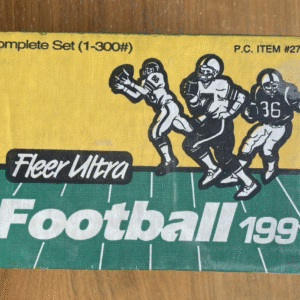 omplete Set (1-300#)
P.C. ITEM #27
36
Fleer Ultra
Football 199